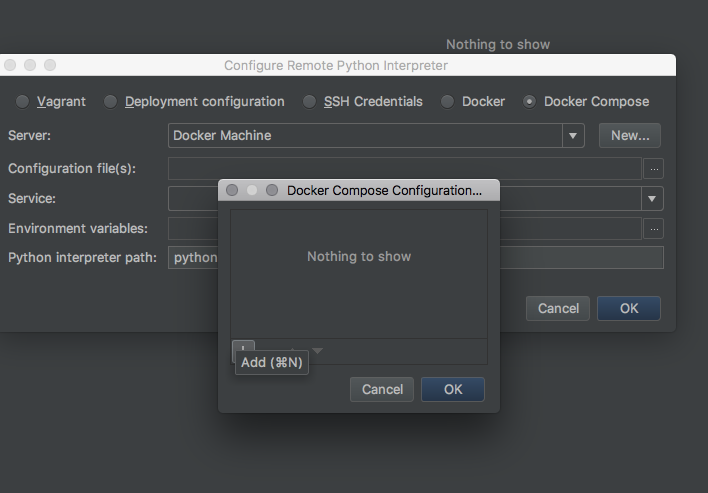 Nothing to show
Configure Remote Python Interpreter
Vagrant Deployment configuration SSH Credentials Docker Docker Compose
Server: Docker Machine New...
Configuration file(s): ...
Docker Compose Configuration...
Service:
Environment variables: ...
Nothing to show
Python interpreter path: python
Cancel OK
Add (⌘N)
Cancel OK